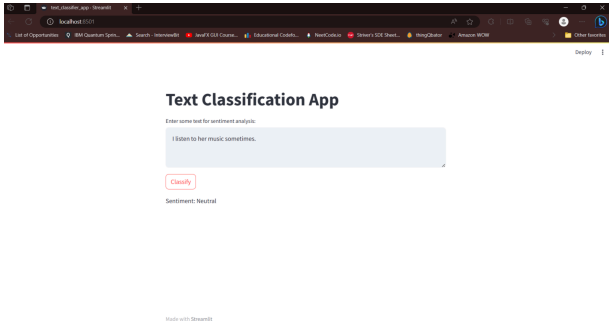 text_classifier_app · Streamlit
localhost:8501
List of Opportunities IBM Quantum Sprin... Search - InterviewBit JavaFX GUI Course... Educational Codefo... NeetCode.io Striver's SDE Sheet... Amazon WOW Other favorites
Deploy
Text Classification App
Enter some text for sentiment analysis:
I listen to her music sometimes.
Classify
Sentiment: Neutral
Made with Streamlit